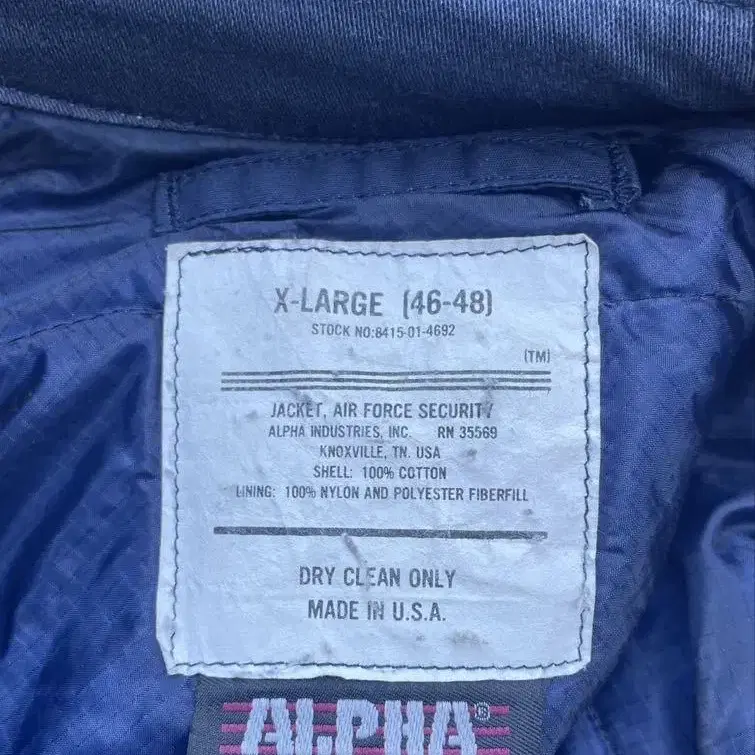 X-LARGE (46-48)
STOCK NO:8415-01-4692
(TM)
JACKET, AIR FORCE SECURITY
ALPHA INDUSTRIES, INC. RN 35569
KNOXVILLE, TN. USA
SHELL: 100% COTTON
LINING: 100% NYLON AND POLYESTER FIBERFILL
DRY CLEAN ONLY
MADE IN U.S.A.
ALPHA®